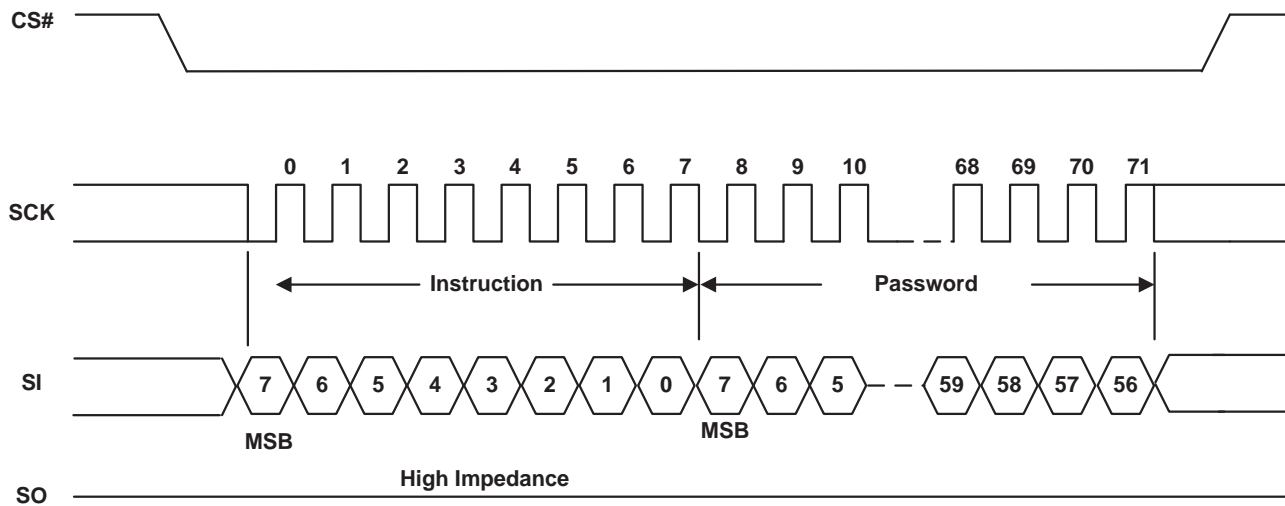 CS#
0 1 2 3 4 5 6 7 8 9 10 68 69 70 71
SCK
Instruction Password
SI 7 6 5 4 3 2 1 0 7 6 5 59 58 57 56
MSB MSB
High Impedance
SO